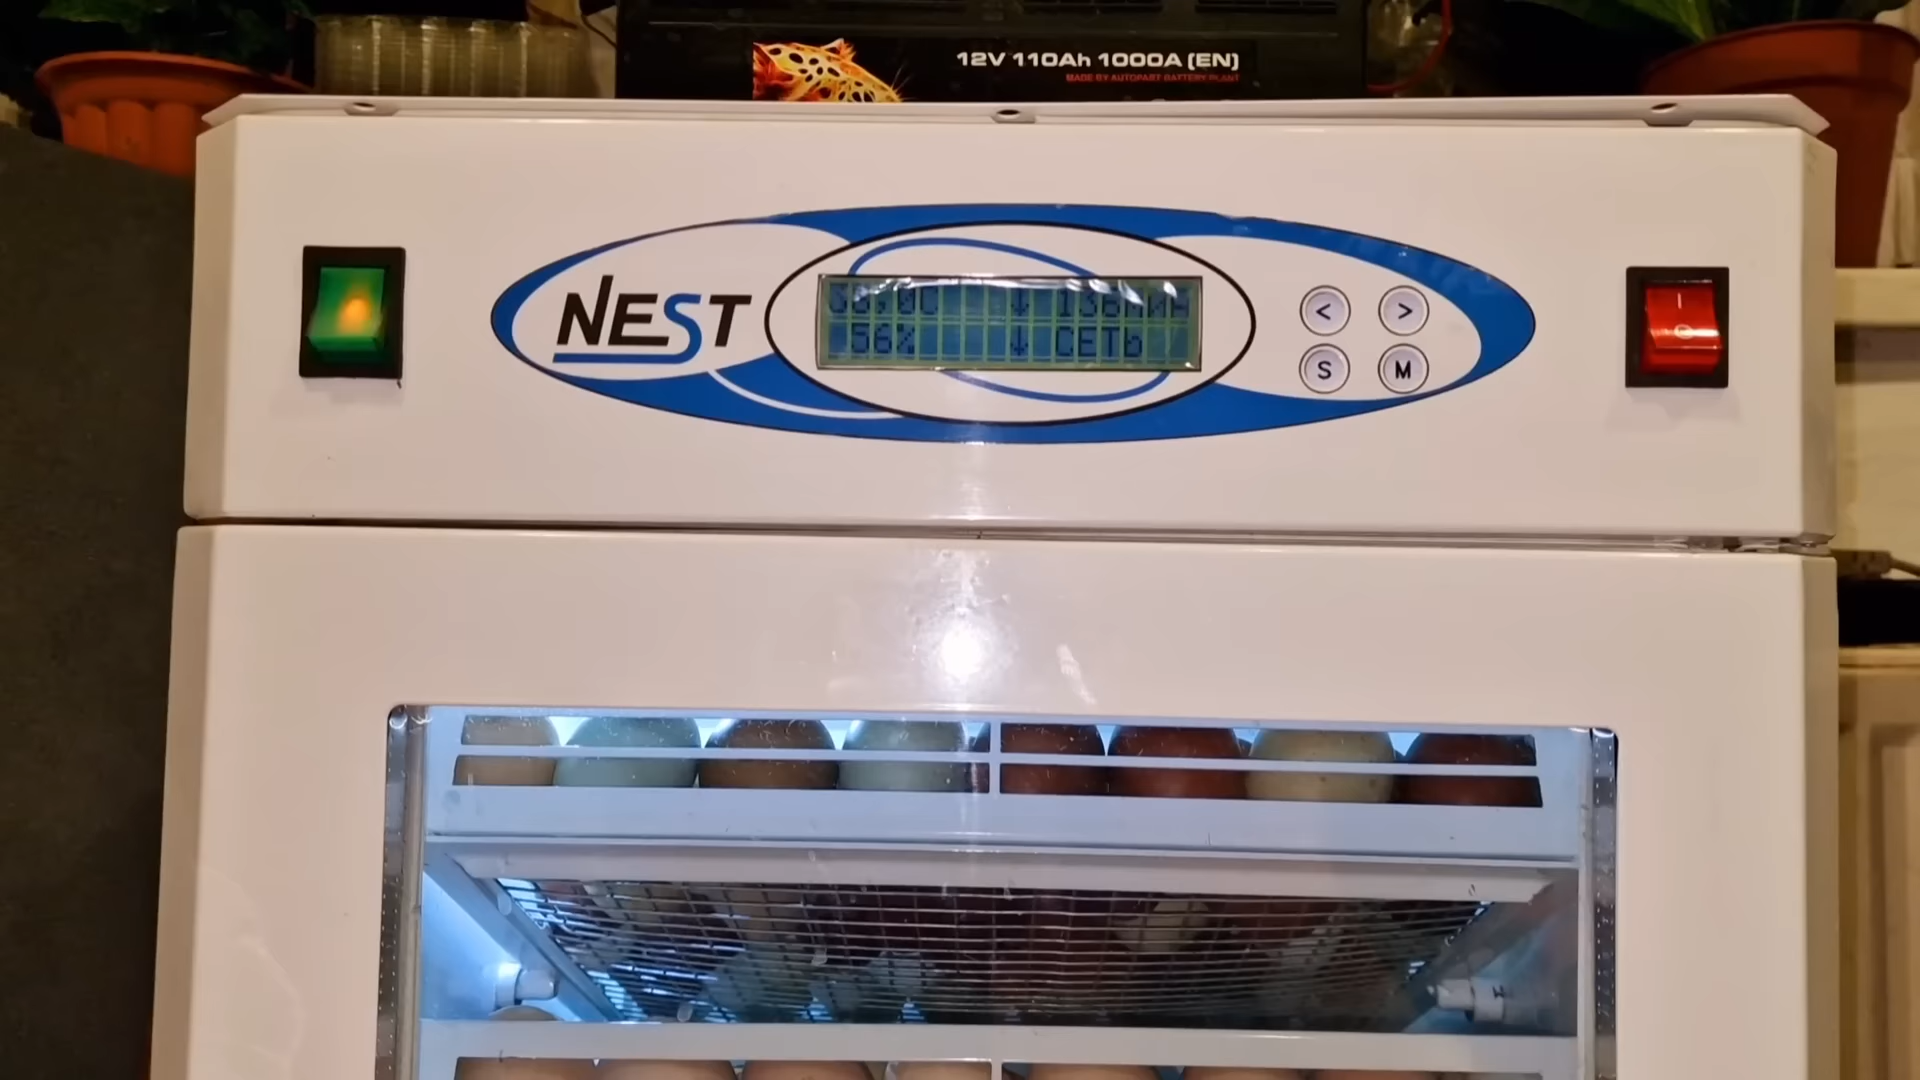 12V 110Ah 1000A (EN)
MADE BY AUTOPART BATTERY PLANT
NEST
56% ↓ СЕТЬ
< >
S M